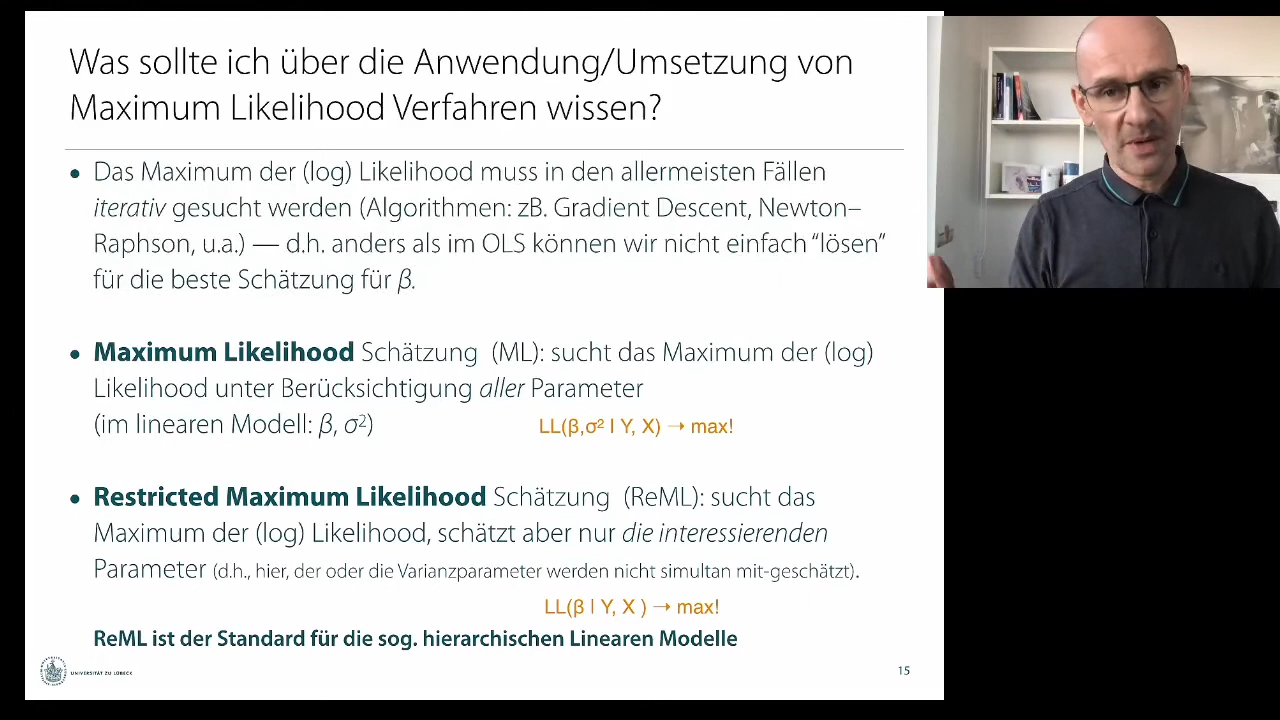 Was sollte ich über die Anwendung/Umsetzung von
Maximum Likelihood Verfahren wissen?
• Das Maximum der (log) Likelihood muss in den allermeisten Fällen
iterativ gesucht werden (Algorithmen: zB. Gradient Descent, Newton–
Raphson, u.a.) — d.h. anders als im OLS können wir nicht einfach “lösen”
für die beste Schätzung für β.
• Maximum Likelihood Schätzung (ML): sucht das Maximum der (log)
Likelihood unter Berücksichtigung aller Parameter
(im linearen Modell: β, σ²)
LL(β,σ² | Y, X) → max!
• Restricted Maximum Likelihood Schätzung (ReML): sucht das
Maximum der (log) Likelihood, schätzt aber nur die interessierenden
Parameter (d.h., hier, der oder die Varianzparameter werden nicht simultan mit-geschätzt).
LL(β | Y, X ) → max!
ReML ist der Standard für die sog. hierarchischen Linearen Modelle
UNIVERSITÄT ZU LÜBECK
15